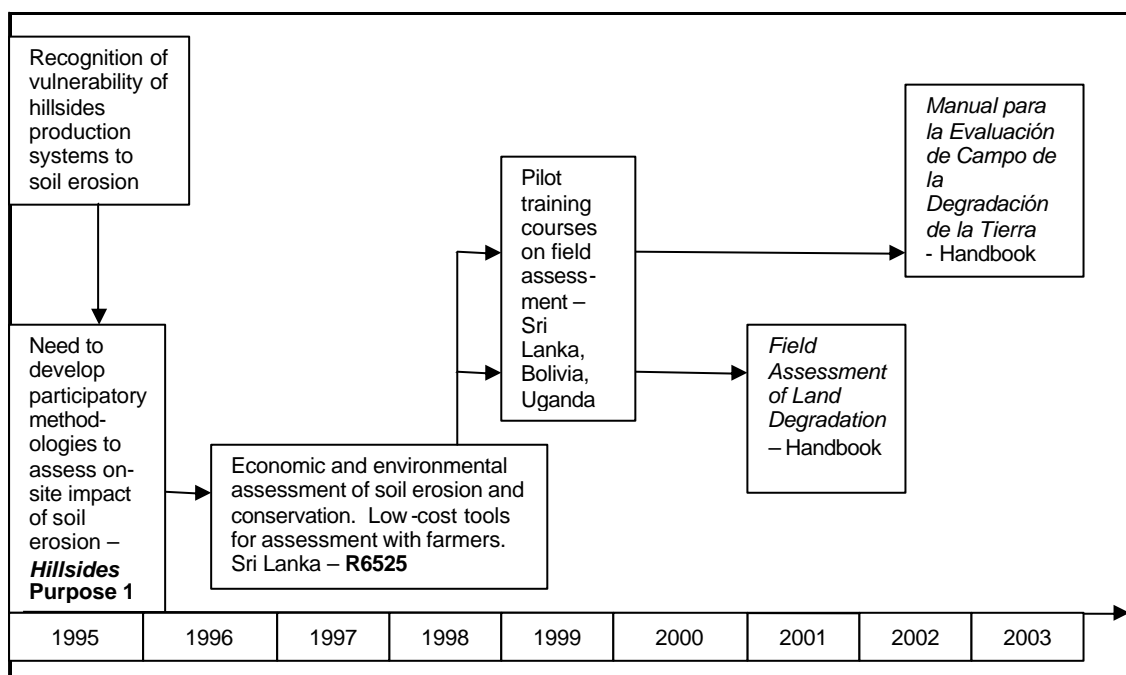 Recognition of
vulnerability of
hillsides
production
systems to
soil erosion
Need to
develop
participatory
method-
ologies to
assess on-
site impact
of soil
erosion –
Hillsides
Purpose 1
Economic and environmental
assessment of soil erosion and
conservation. Low-cost tools
for assessment with farmers.
Sri Lanka – R6525
Pilot
training
courses
on field
assess-
ment –
Sri
Lanka,
Bolivia,
Uganda
Manual para
la Evaluación
de Campo de
la
Degradación
de la Tierra
- Handbook
Field
Assessment
of Land
Degradation
– Handbook
1995 1996 1997 1998 1999 2000 2001 2002 2003